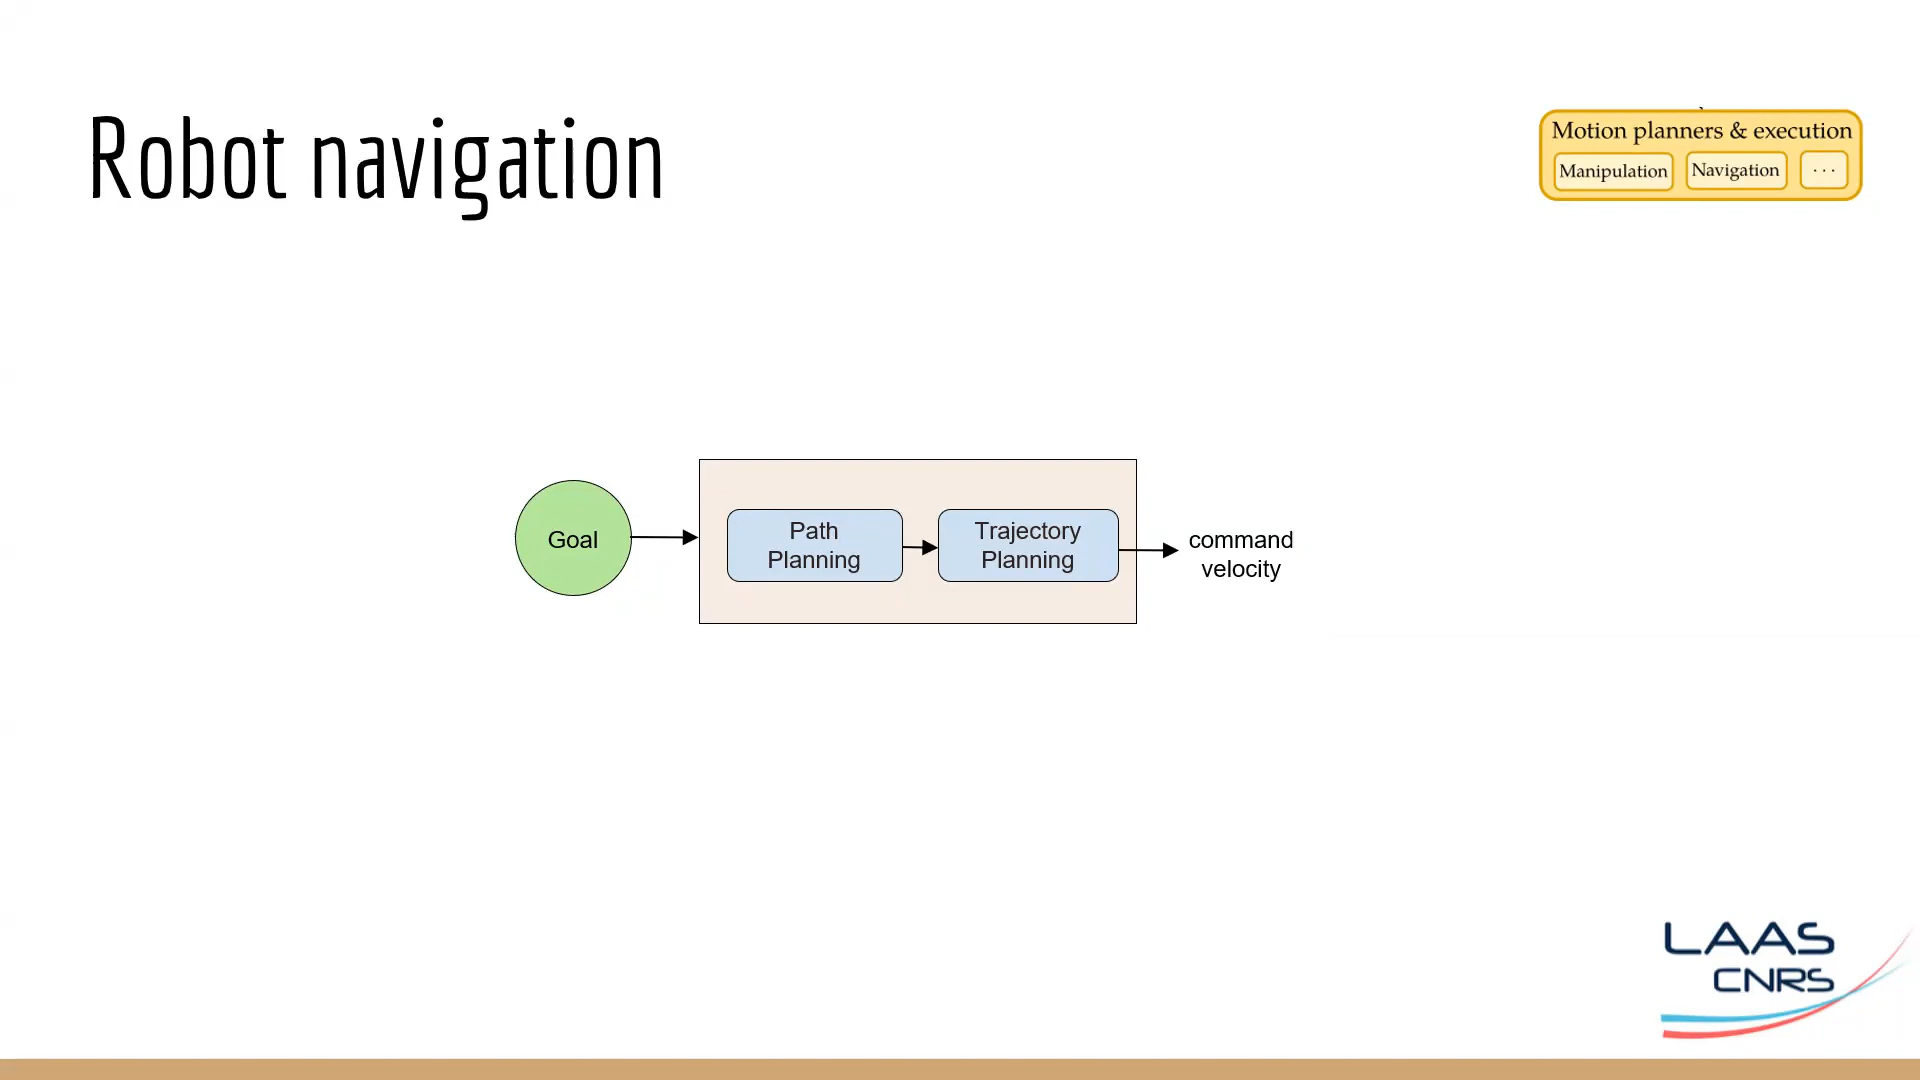 Robot navigation
Motion planners & execution
Manipulation
Navigation
...
Goal
Path
Planning
Trajectory
Planning
command
velocity
LAAS
CNRS